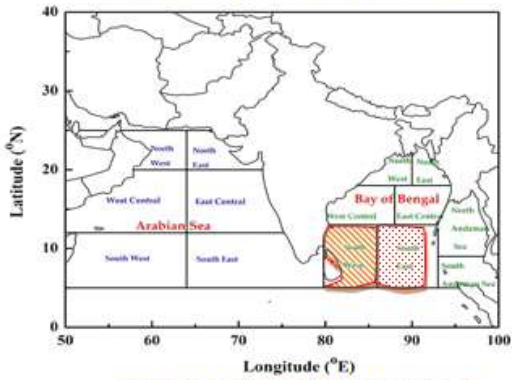 40
30
20
10
0
Latitude (°N)
North North
West East
West Central East Central
Arabian Sea
South West South East
North North
West East
Bay of Bengal
West Central East Central
South South
West East
North
Andaman
Sea
South
Andaman Sea
50 60 70 80 90 100
Longitude (°E)